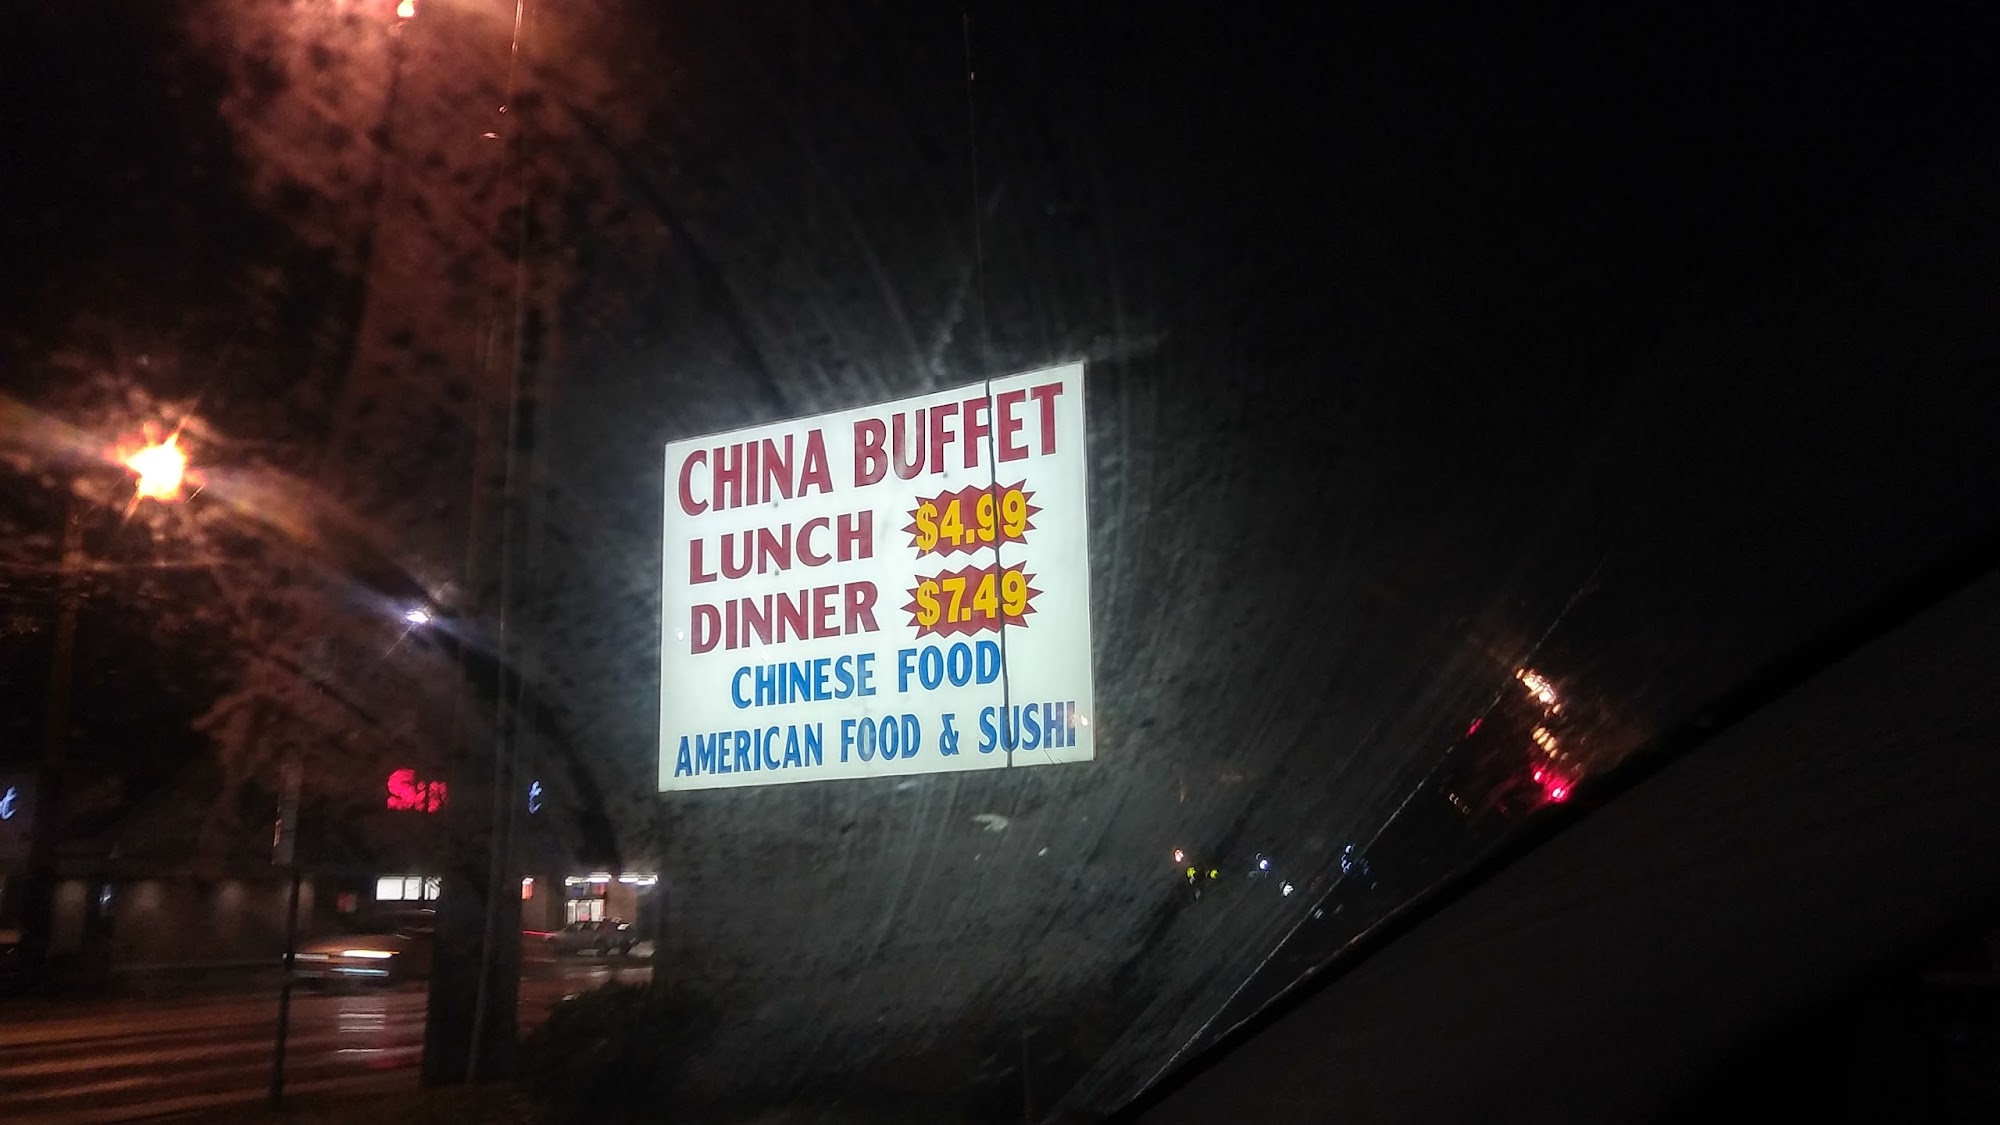 CHINA BUFFET
LUNCH $4.99
DINNER $7.49
CHINESE FOOD
AMERICAN FOOD & SUSHI